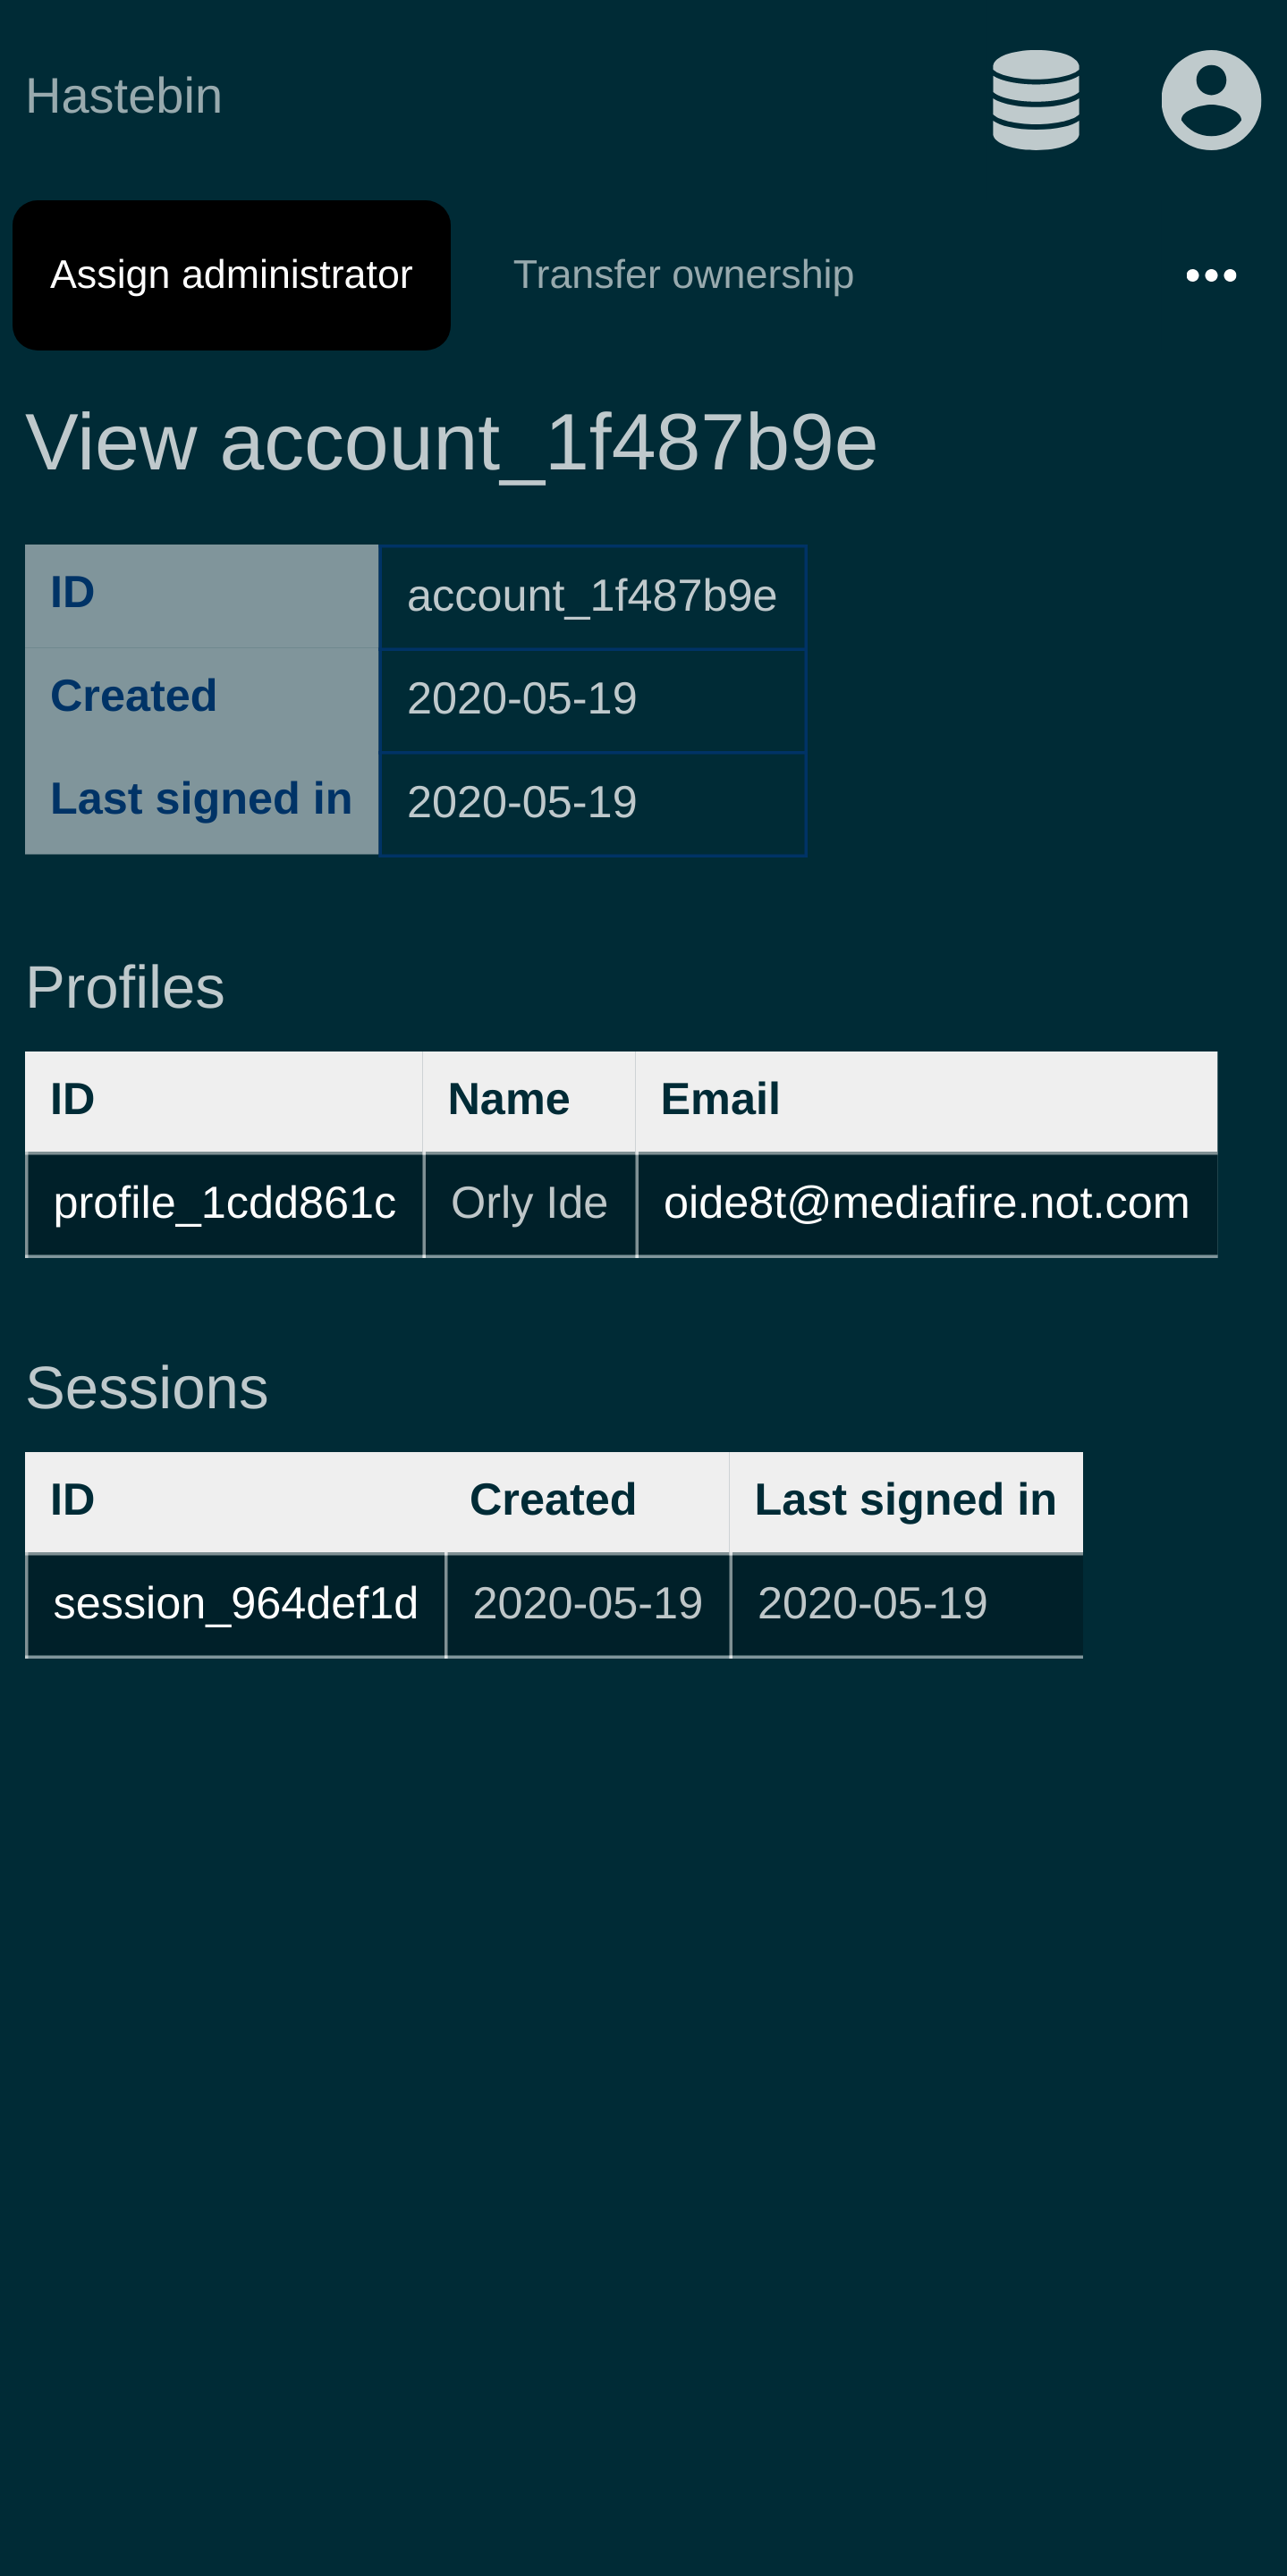 Hastebin
Assign administrator Transfer ownership
View account_1f487b9e
ID account_1f487b9e
Created 2020-05-19
Last signed in 2020-05-19
Profiles
ID Name Email
profile_1cdd861c Orly Ide oide8t@mediafire.not.com
Sessions
ID Created Last signed in
session_964def1d 2020-05-19 2020-05-19